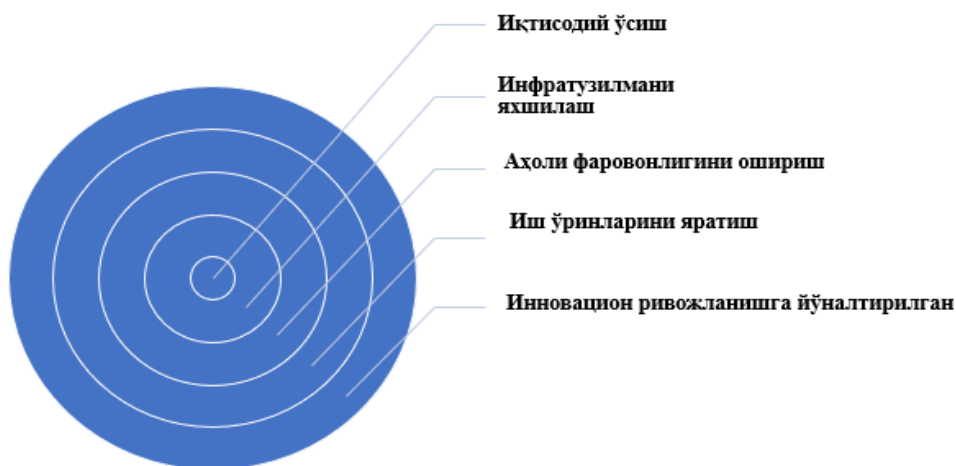 Иқтисодий ўсиш
Инфратузилмани
яхшилаш
Аҳоли фаровонлигини ошириш
Иш ўринларини яратиш
Инновацион ривожланишга йўналтирилган